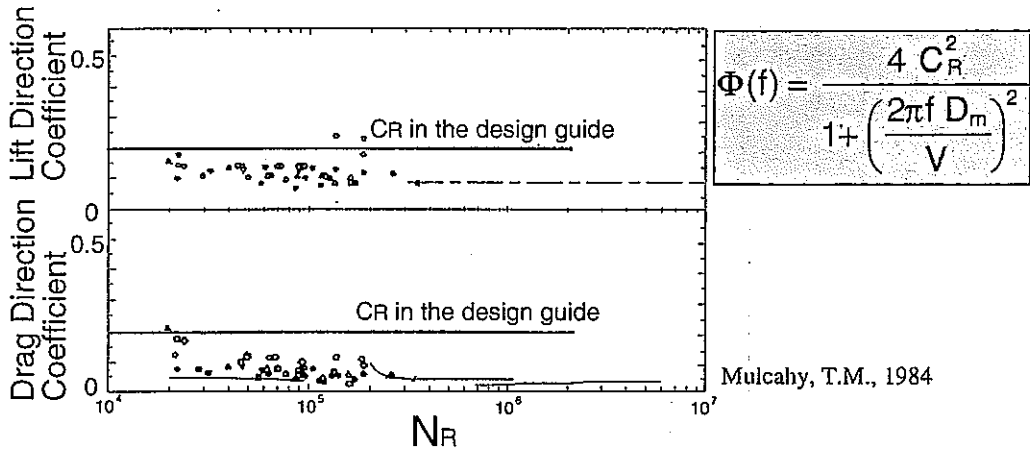 Lift Direction
Coefficient
0.5
0
CR in the design guide
Φ(f) = 4 C_R^2 / 1+(2πf D_m / V)^2
Drag Direction
Coefficient
0.5
0
CR in the design guide
10^4
10^5
10^6
10^7
NR
Mulcahy, T.M., 1984